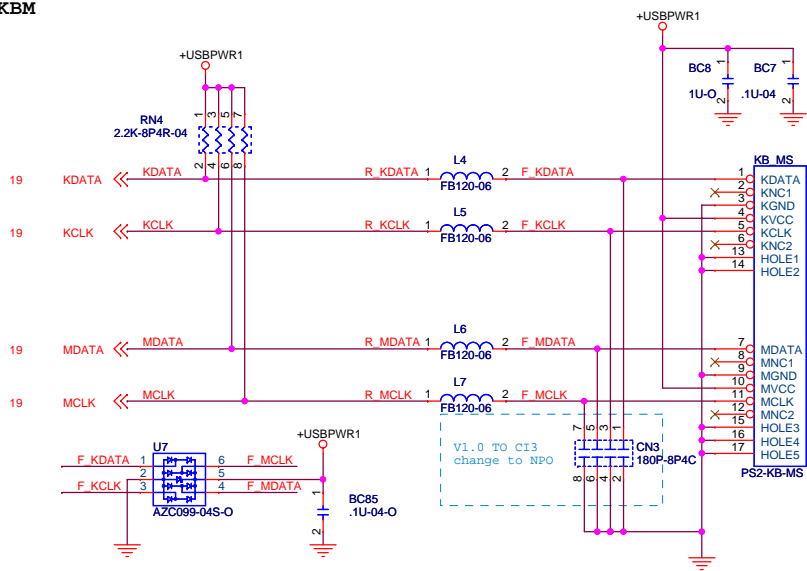 KBM
+USBPWR1
+USBPWR1
BC8
1 2
1U-O
BC7
1 2
.1U-04
RN4
2.2K-8P4R-04
1 3 5 7
2 4 6 8
19 KDATA KDATA R_KDATA 1 L4 2 F_KDATA
FB120-06
19 KCLK KCLK R_KCLK 1 L5 2 F_KCLK
FB120-06
19 MDATA MDATA R_MDATA 1 L6 2 F_MDATA
FB120-06
19 MCLK MCLK R_MCLK 1 L7 2 F_MCLK
FB120-06
KB_MS
1 KDATA
2 KNC1
3 KGND
4 KVCC
5 KCLK
6 KNC2
13 HOLE1
14 HOLE2
7 MDATA
8 MNC1
9 MGND
10 MVCC
11 MCLK
12 MNC2
15 HOLE3
16 HOLE4
17 HOLE5
PS2-KB-MS
V1.0 TO CI3
change to NPO
7 5 3 1
8 6 4 2
CN3
180P-8P4C
U7
F_KDATA 1 6 F_MCLK
2 5
F_KCLK 3 4 F_MDATA
AZC099-04S-O
+USBPWR1
1 2
BC85
.1U-04-O